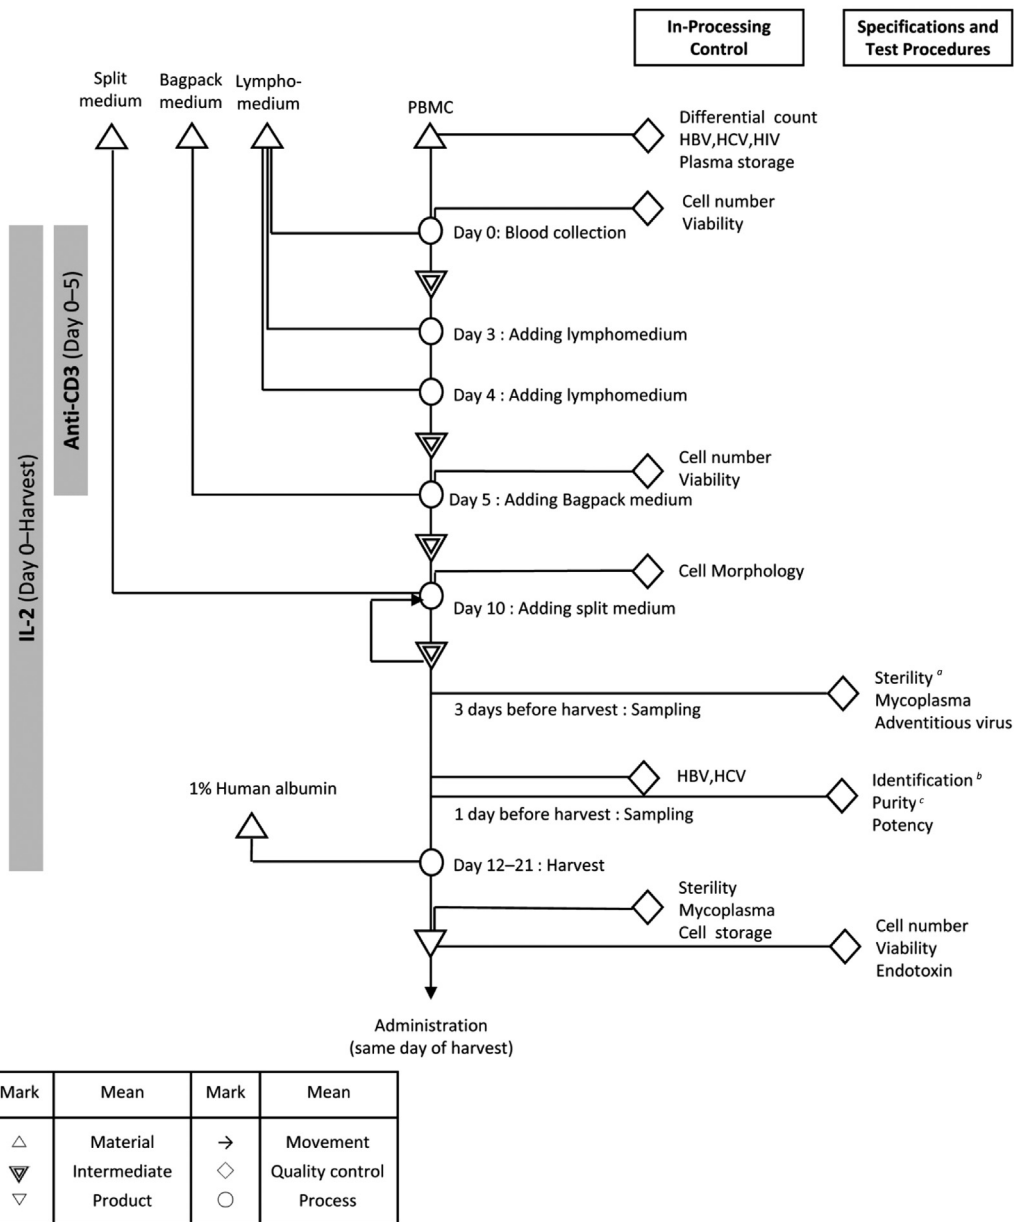 In-Processing
Control
Specifications and
Test Procedures
Split
medium
Bagpack
medium
Lympho-
medium
PBMC
Differential count
HBV,HCV,HIV
Plasma storage
Cell number
Viability
Day 0: Blood collection
Anti-CD3 (Day 0–5)
IL-2 (Day 0–Harvest)
Day 3 : Adding lymphomedium
Day 4 : Adding lymphomedium
Cell number
Viability
Day 5 : Adding Bagpack medium
Cell Morphology
Day 10 : Adding split medium
3 days before harvest : Sampling
Sterility a
Mycoplasma
Adventitious virus
HBV,HCV
1 day before harvest : Sampling
Identification b
Purity c
Potency
1% Human albumin
Day 12–21 : Harvest
Sterility
Mycoplasma
Cell storage
Cell number
Viability
Endotoxin
Administration
(same day of harvest)
Mark Mean Mark Mean
△ Material → Movement
Intermediate ◇ Quality control
▽ Product ○ Process